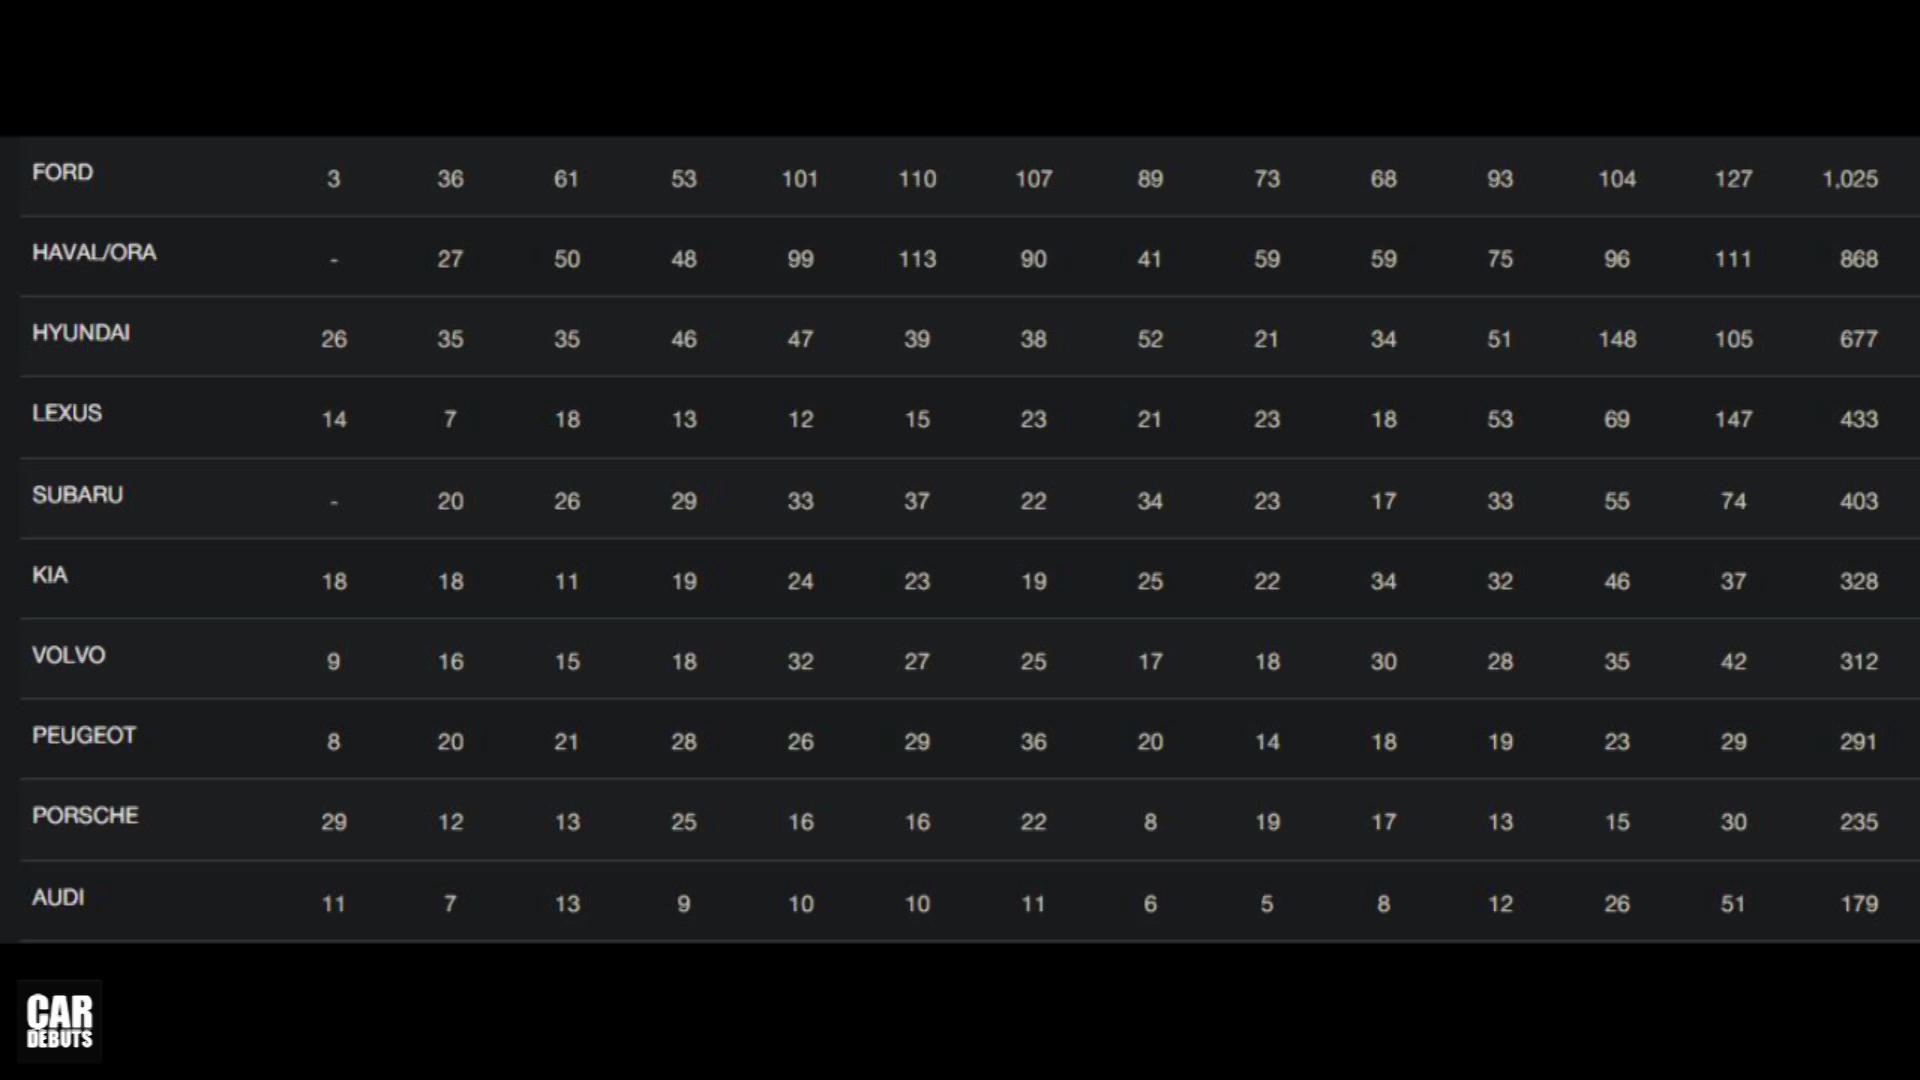 FORD 3 36 61 53 101 110 107 89 73 68 93 104 127 1,025
HAVAL/ORA - 27 50 48 99 113 90 41 59 59 75 96 111 868
HYUNDAI 26 35 35 46 47 39 38 52 21 34 51 148 105 677
LEXUS 14 7 18 13 12 15 23 21 23 18 53 69 147 433
SUBARU - 20 26 29 33 37 22 34 23 17 33 55 74 403
KIA 18 18 11 19 24 23 19 25 22 34 32 46 37 328
VOLVO 9 16 15 18 32 27 25 17 18 30 28 35 42 312
PEUGEOT 8 20 21 28 26 29 36 20 14 18 19 23 29 291
PORSCHE 29 12 13 25 16 16 22 8 19 17 13 15 30 235
AUDI 11 7 13 9 10 10 11 6 5 8 12 26 51 179
CAR
DEBUTS